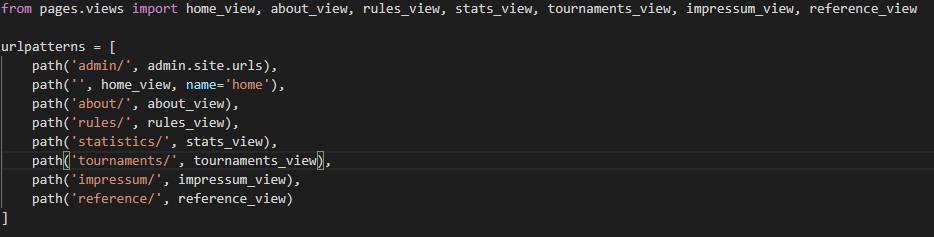 from pages.views import home_view, about_view, rules_view, stats_view, tournaments_view, impressum_view, reference_view
urlpatterns = [
    path('admin/', admin.site.urls),
    path('', home_view, name='home'),
    path('about/', about_view),
    path('rules/', rules_view),
    path('statistics/', stats_view),
    path('tournaments/', tournaments_view),
    path('impressum/', impressum_view),
    path('reference/', reference_view)
]